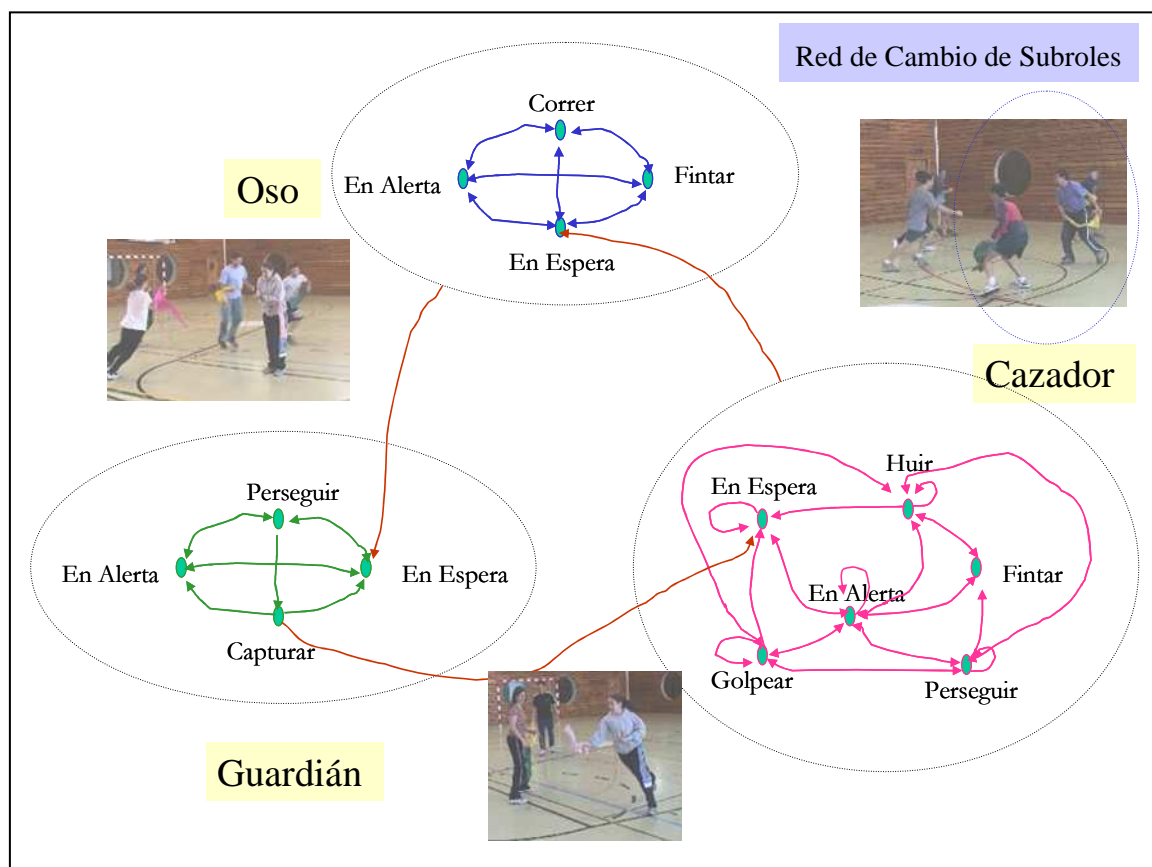 Red de Cambio de Subroles
Correr
Oso
En Alerta
Fintar
En Espera
Cazador
Huir
En Espera
Perseguir
En Alerta
En Espera
Fintar
En Alerta
Capturar
Golpear
Perseguir
Guardián